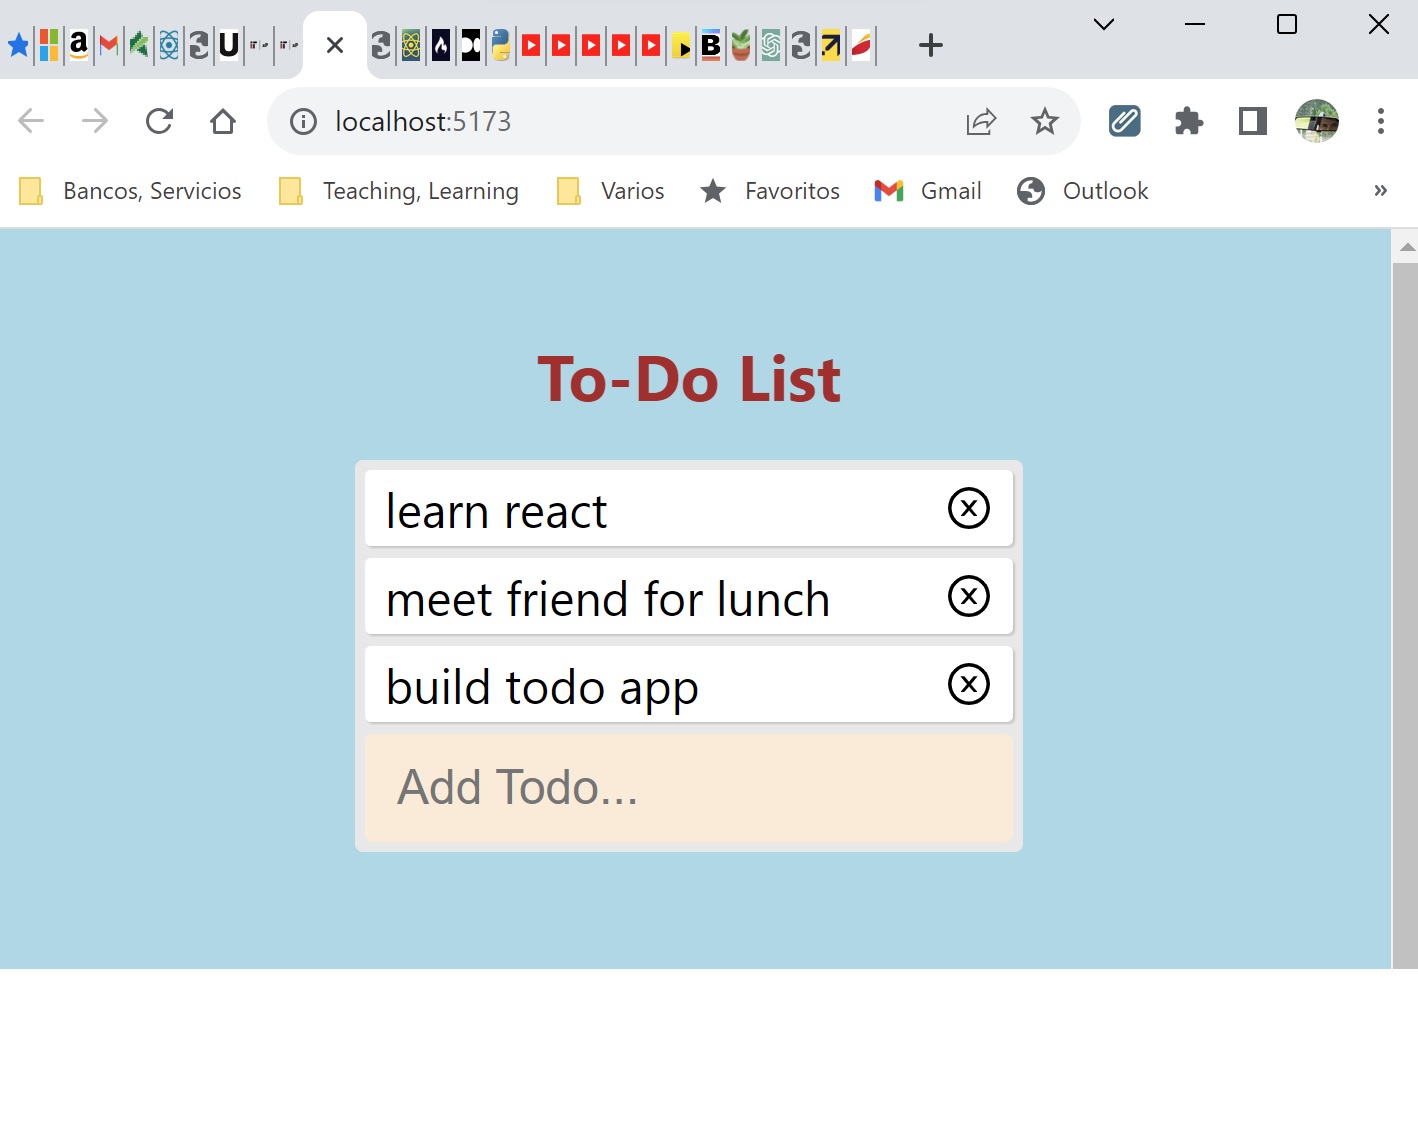 localhost:5173
Bancos, Servicios Teaching, Learning Varios Favoritos Gmail Outlook »
To-Do List
learn react
meet friend for lunch
build todo app
Add Todo...